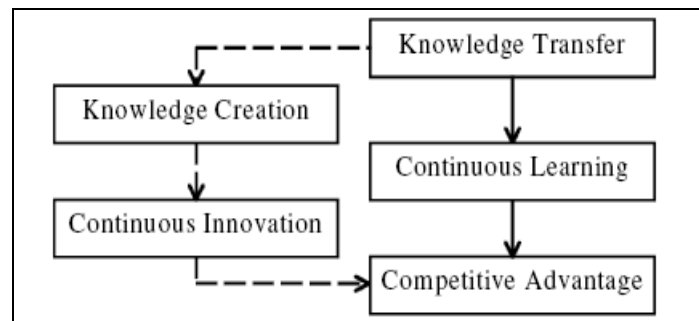 Knowledge Transfer
Knowledge Creation
Continuous Learning
Continuous Innovation
Competitive Advantage